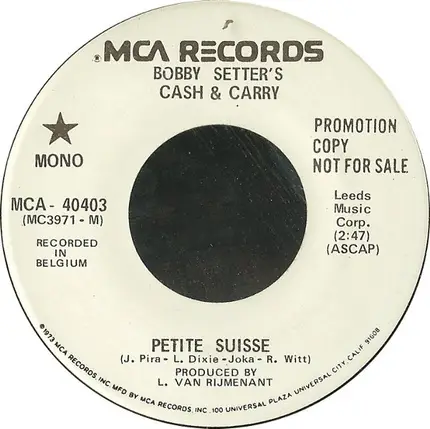 MCA RECORDS
BOBBY SETTER'S
CASH & CARRY
MONO
PROMOTION
COPY
NOT FOR SALE
MCA - 40403
(MC3971 - M)
RECORDED
IN
BELGIUM
Leeds
Music
Corp.
(2:47)
(ASCAP)
PETITE SUISSE
(J. Pira - L. Dixie - Joka - R. Witt)
PRODUCED BY
L. VAN RIJMENANT
©1973 MCA RECORDS, INC. MFD BY MCA RECORDS, INC., 100 UNIVERSAL PLAZA UNIVERSAL CITY, CALIF. 91608